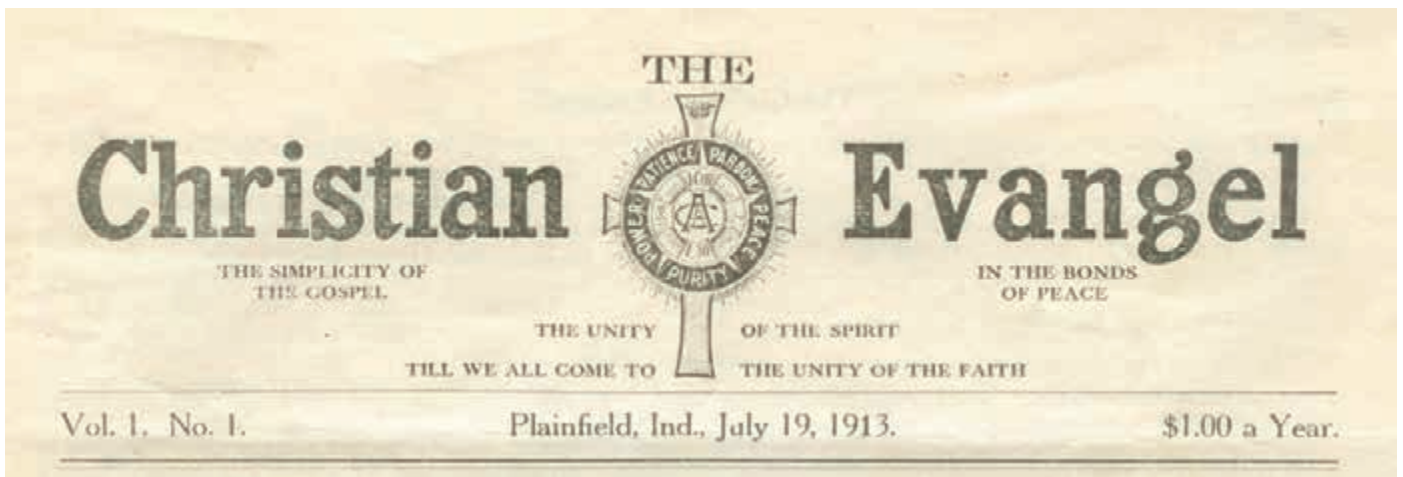 THE
Christian Evangel
THE SIMPLICITY OF
THE GOSPEL
IN THE BONDS
OF PEACE
POWER PATIENCE PARDON PEACE PURITY
THE UNITY OF THE SPIRIT
TILL WE ALL COME TO THE UNITY OF THE FAITH
Vol. 1. No. 1.
Plainfield, Ind., July 19, 1913.
$1.00 a Year.